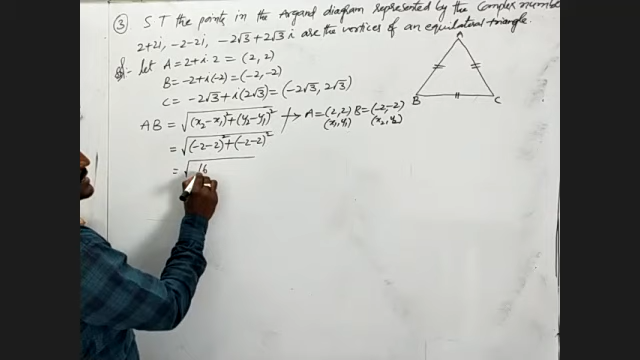 ③ S.T the points in the Argand diagram represented by the Complex number
2+2i, -2-2i, -2√3+2√3 i are the vertices of an equilateral triangle.
Sol:- let A = 2+i.2 = (2, 2)
B = -2+i(-2) = (-2, -2)
C = -2√3+i(2√3) = (-2√3, 2√3)
AB = √(x₂-x₁)²+(y₂-y₁)² → A=(2,2) B=(-2,-2)
(x₁,y₁) (x₂,y₂)
= √(-2-2)²+(-2-2)²
= √16
A
B
C